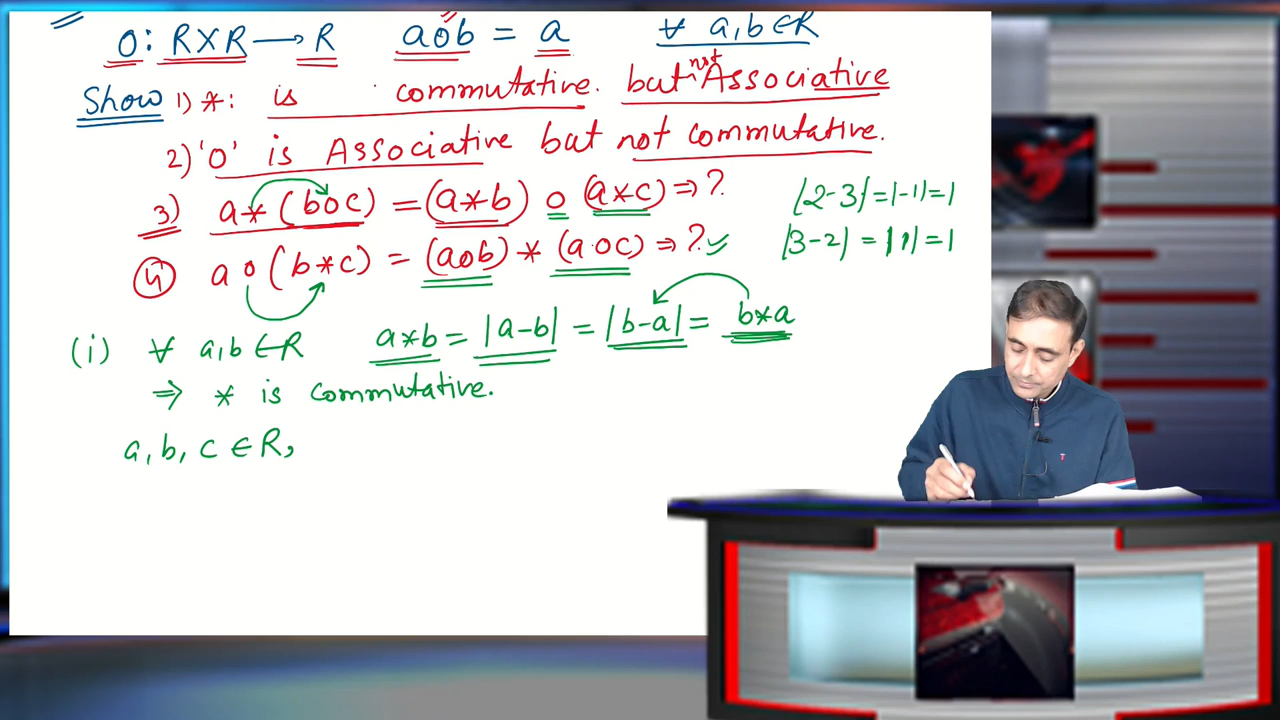 o: R×R → R   aob = a   ∀ a,b ∈ R
Show 1) *: is commutative. but not Associative
2) 'O' is Associative but not commutative.
3) a*(boc) = (a*b) o (a*c) ⇒ ?
|2-3| = |-1| = 1
4) a o (b*c) = (aob) * (aoc) ⇒ ? ✓
|3-2| = |1| = 1
(i) ∀ a,b ∈ R   a*b = |a-b| = |b-a| = b*a
⇒ * is commutative.
a, b, c ∈ R,